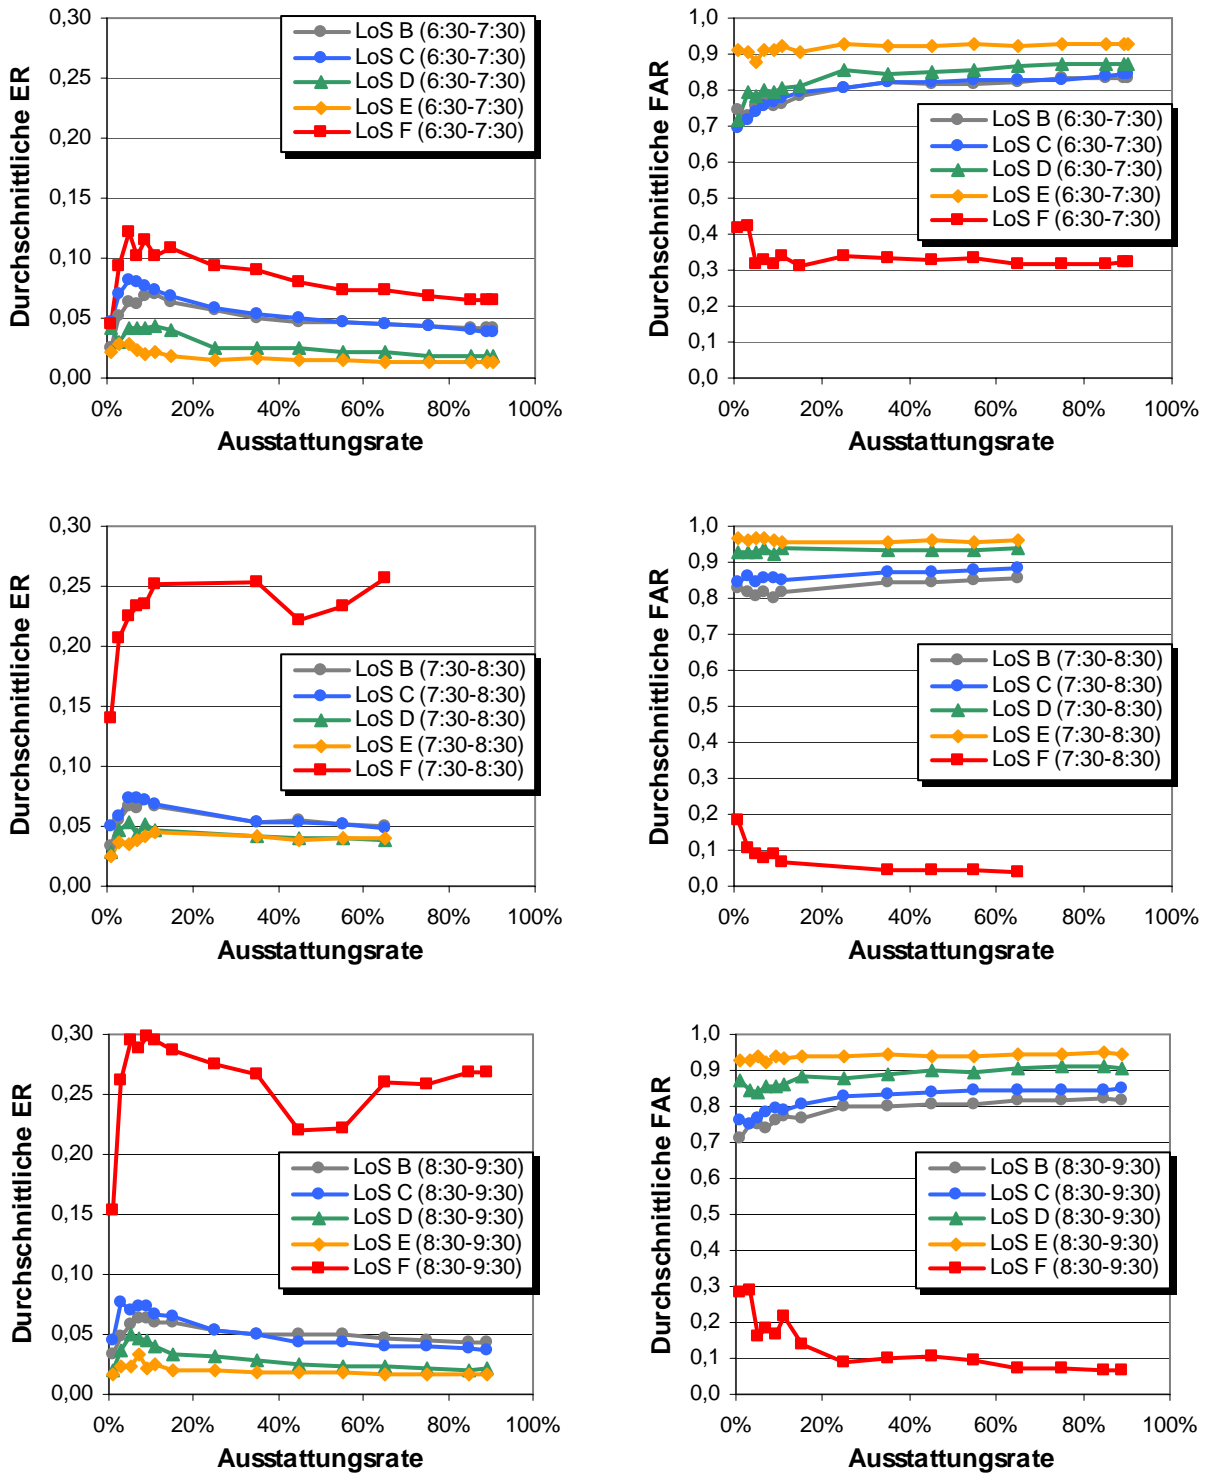 Durchschnittliche ER
0,30
0,25
0,20
0,15
0,10
0,05
0,00
0%
20%
40%
60%
80%
100%
Ausstattungsrate
LoS B (6:30-7:30)
LoS C (6:30-7:30)
LoS D (6:30-7:30)
LoS E (6:30-7:30)
LoS F (6:30-7:30)
Durchschnittliche FAR
1,0
0,9
0,8
0,7
0,6
0,5
0,4
0,3
0,2
0,1
0,0
0%
20%
40%
60%
80%
100%
Ausstattungsrate
LoS B (6:30-7:30)
LoS C (6:30-7:30)
LoS D (6:30-7:30)
LoS E (6:30-7:30)
LoS F (6:30-7:30)
Durchschnittliche ER
0,30
0,25
0,20
0,15
0,10
0,05
0,00
0%
20%
40%
60%
80%
100%
Ausstattungsrate
LoS B (7:30-8:30)
LoS C (7:30-8:30)
LoS D (7:30-8:30)
LoS E (7:30-8:30)
LoS F (7:30-8:30)
Durchschnittliche FAR
1,0
0,9
0,8
0,7
0,6
0,5
0,4
0,3
0,2
0,1
0,0
0%
20%
40%
60%
80%
100%
Ausstattungsrate
LoS B (7:30-8:30)
LoS C (7:30-8:30)
LoS D (7:30-8:30)
LoS E (7:30-8:30)
LoS F (7:30-8:30)
Durchschnittliche ER
0,30
0,25
0,20
0,15
0,10
0,05
0,00
0%
20%
40%
60%
80%
100%
Ausstattungsrate
LoS B (8:30-9:30)
LoS C (8:30-9:30)
LoS D (8:30-9:30)
LoS E (8:30-9:30)
LoS F (8:30-9:30)
Durchschnittliche FAR
1,0
0,9
0,8
0,7
0,6
0,5
0,4
0,3
0,2
0,1
0,0
0%
20%
40%
60%
80%
100%
Ausstattungsrate
LoS B (8:30-9:30)
LoS C (8:30-9:30)
LoS D (8:30-9:30)
LoS E (8:30-9:30)
LoS F (8:30-9:30)